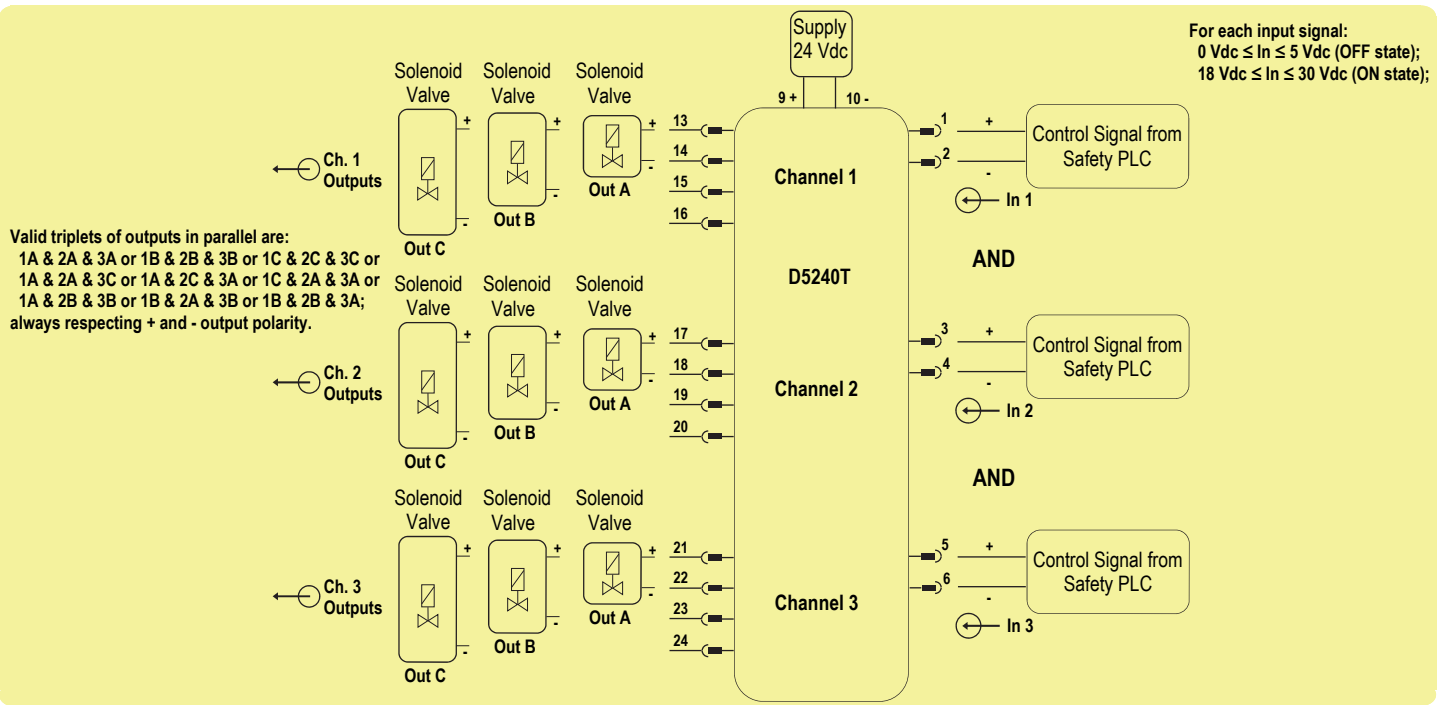 Supply
24 Vdc
9 +
10 -
For each input signal:
0 Vdc ≤ In ≤ 5 Vdc (OFF state);
18 Vdc ≤ In ≤ 30 Vdc (ON state);
Solenoid
Valve
Solenoid
Valve
Solenoid
Valve
+
-
Out C
+
-
Out B
+
-
Out A
13
14
15
16
Ch. 1
Outputs
Channel 1
1
2
+
-
Control Signal from
Safety PLC
In 1
Valid triplets of outputs in parallel are:
1A & 2A & 3A or 1B & 2B & 3B or 1C & 2C & 3C or
1A & 2A & 3C or 1A & 2C & 3A or 1C & 2A & 3A or
1A & 2B & 3B or 1B & 2A & 3B or 1B & 2B & 3A;
always respecting + and - output polarity.
D5240T
AND
Solenoid
Valve
Solenoid
Valve
Solenoid
Valve
+
-
Out C
+
-
Out B
+
-
Out A
17
18
19
20
Ch. 2
Outputs
Channel 2
3
4
+
-
Control Signal from
Safety PLC
In 2
AND
Solenoid
Valve
Solenoid
Valve
Solenoid
Valve
+
-
Out C
+
-
Out B
+
-
Out A
21
22
23
24
Ch. 3
Outputs
Channel 3
5
6
+
-
Control Signal from
Safety PLC
In 3